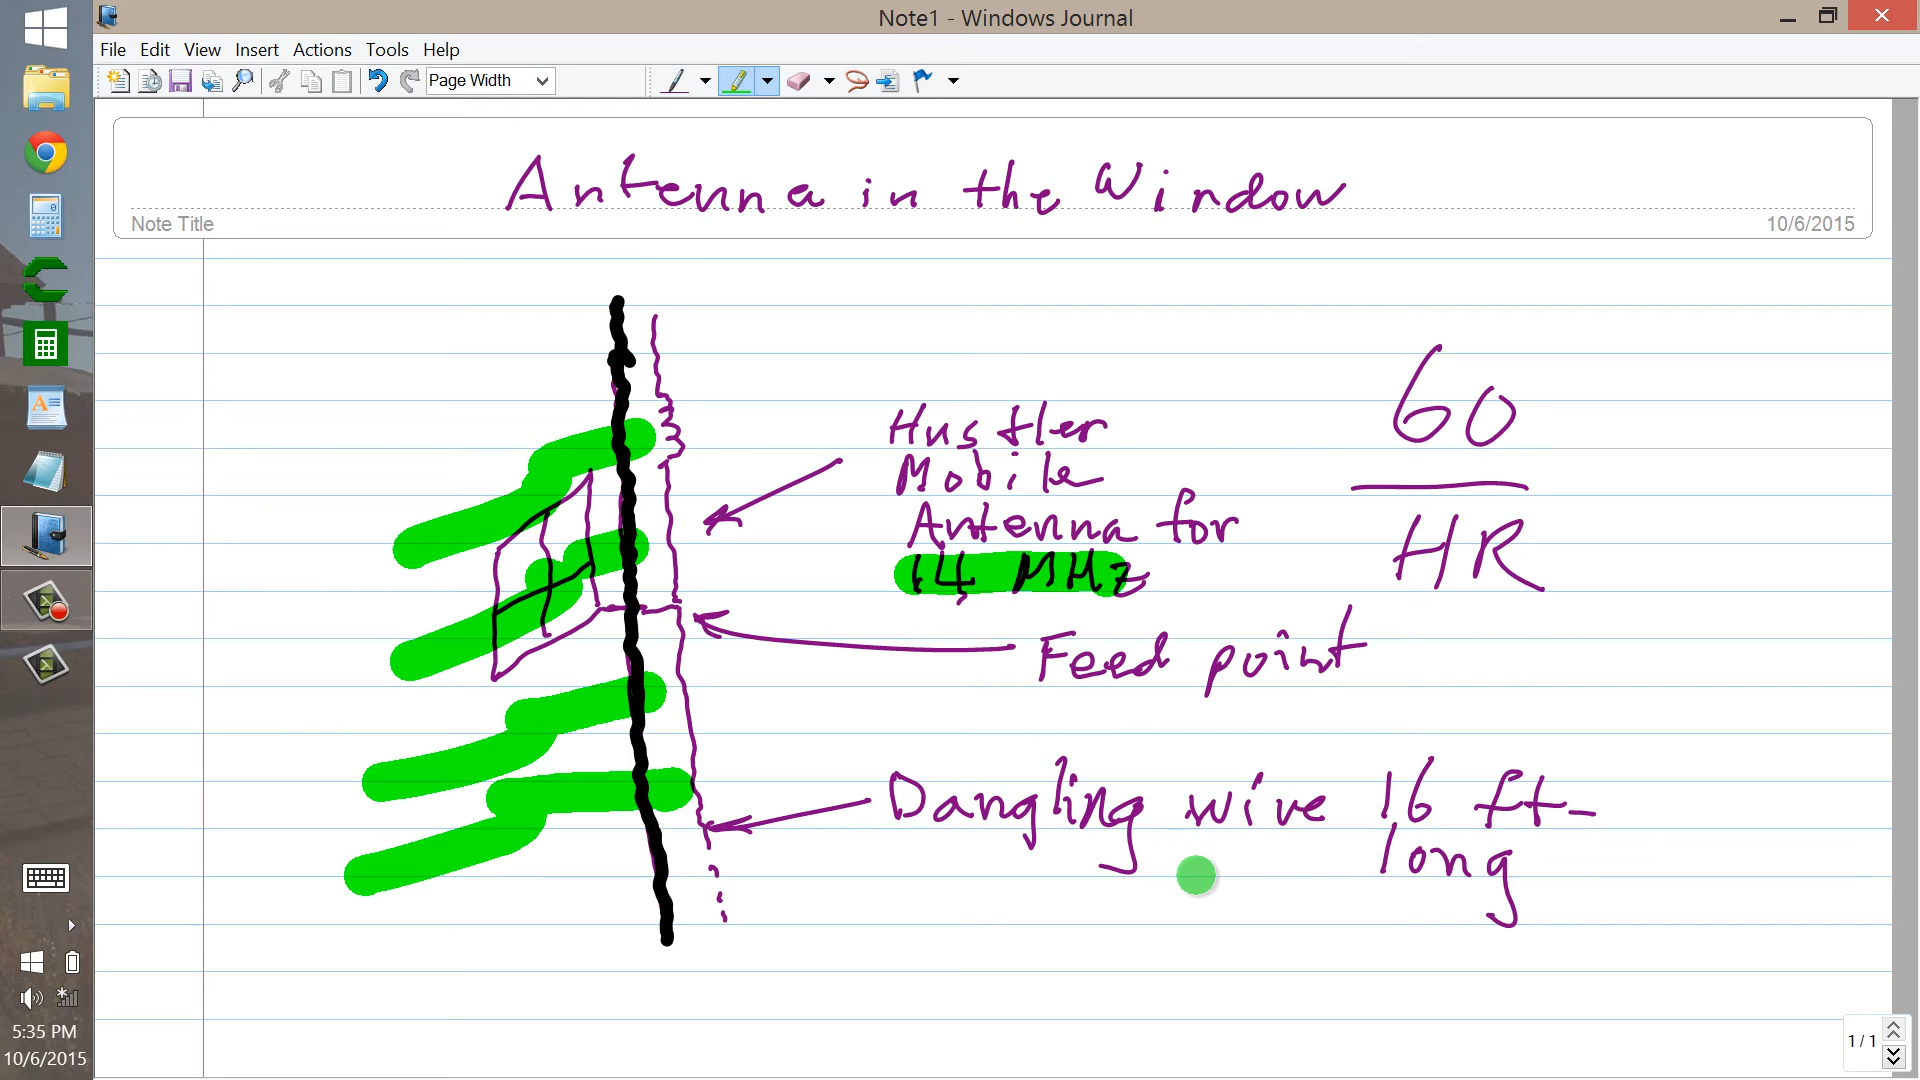 Note1 - Windows Journal
File Edit View Insert Actions Tools Help
Page Width
Antenna in the Window
Note Title
10/6/2015
Hustler
Mobile
Antenna for
14 MHz
60
HR
Feed point
Dangling wire 16 ft-
long
5:35 PM
10/6/2015
1 / 1